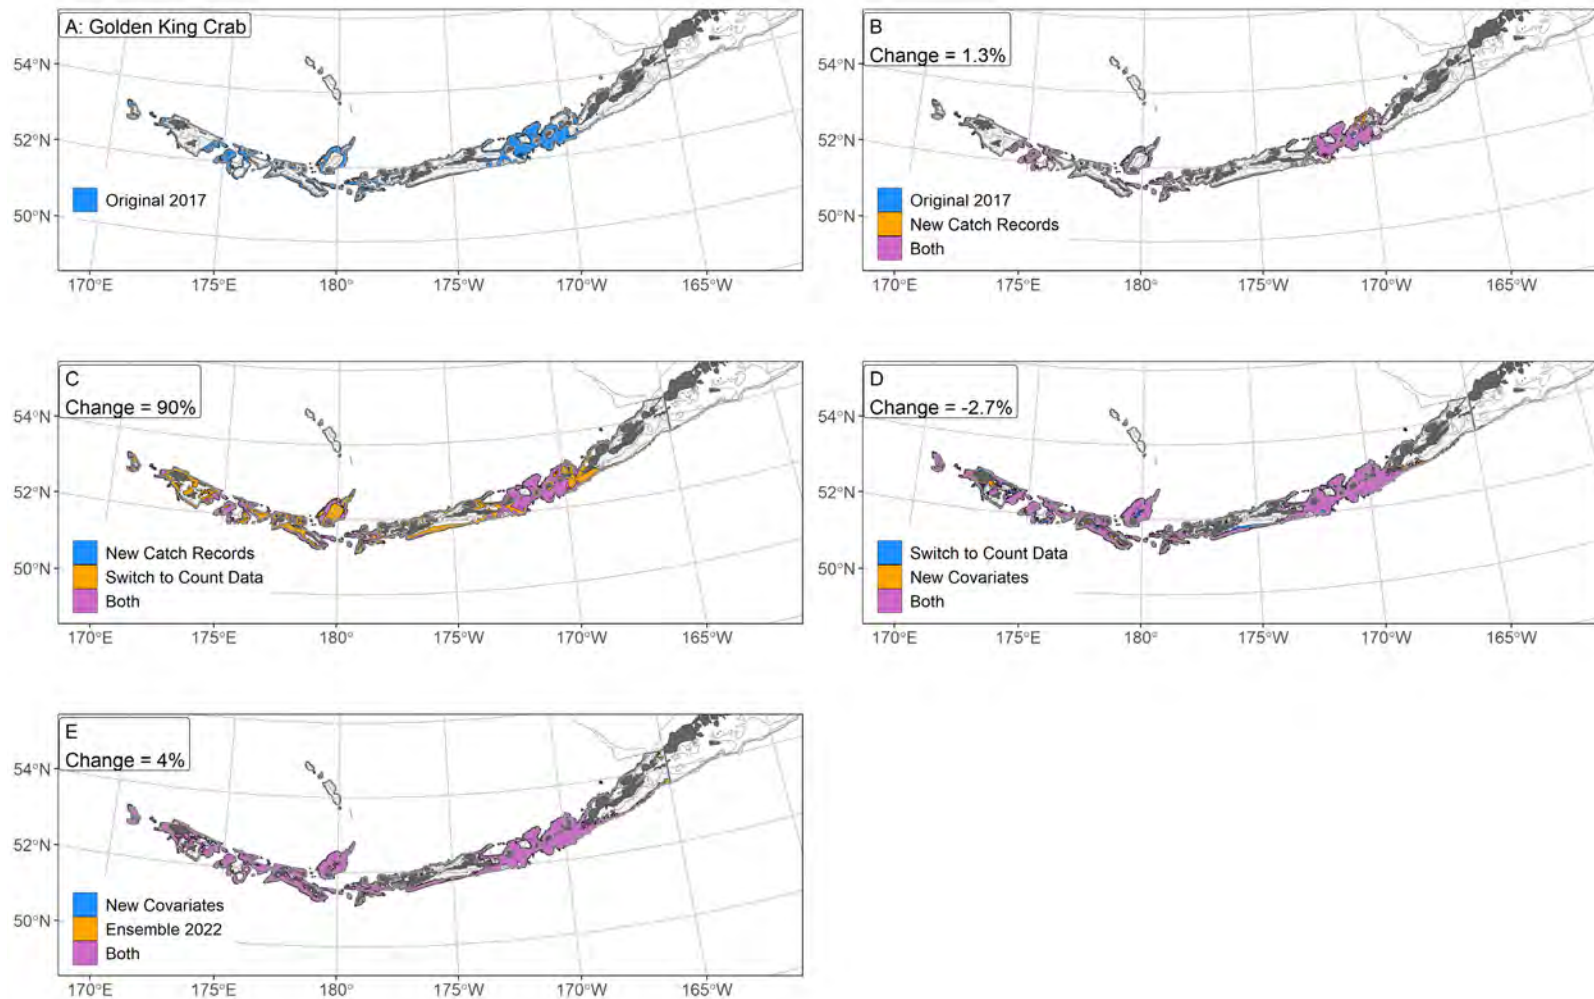 A: Golden King Crab
54°N
52°N
50°N
Original 2017
170°E 175°E 180° 175°W 170°W 165°W
B
Change = 1.3%
54°N
52°N
50°N
Original 2017
New Catch Records
Both
170°E 175°E 180° 175°W 170°W 165°W
C
Change = 90%
54°N
52°N
50°N
New Catch Records
Switch to Count Data
Both
170°E 175°E 180° 175°W 170°W 165°W
D
Change = -2.7%
54°N
52°N
50°N
Switch to Count Data
New Covariates
Both
170°E 175°E 180° 175°W 170°W 165°W
E
Change = 4%
54°N
52°N
50°N
New Covariates
Ensemble 2022
Both
170°E 175°E 180° 175°W 170°W 165°W